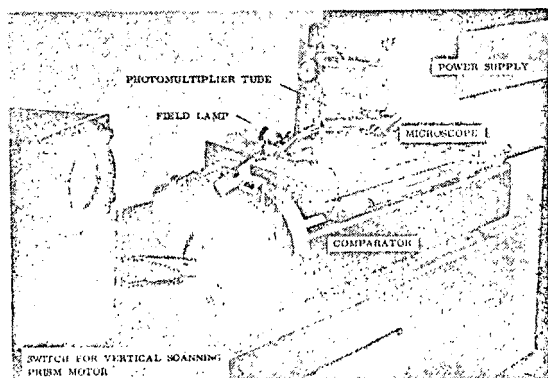 POWER SUPPLY
PHOTOMULTIPLIER TUBE
FIELD LAMP
MICROSCOPE
COMPARATOR
SWITCH FOR VERTICAL SCANNING
PRISM MOTOR